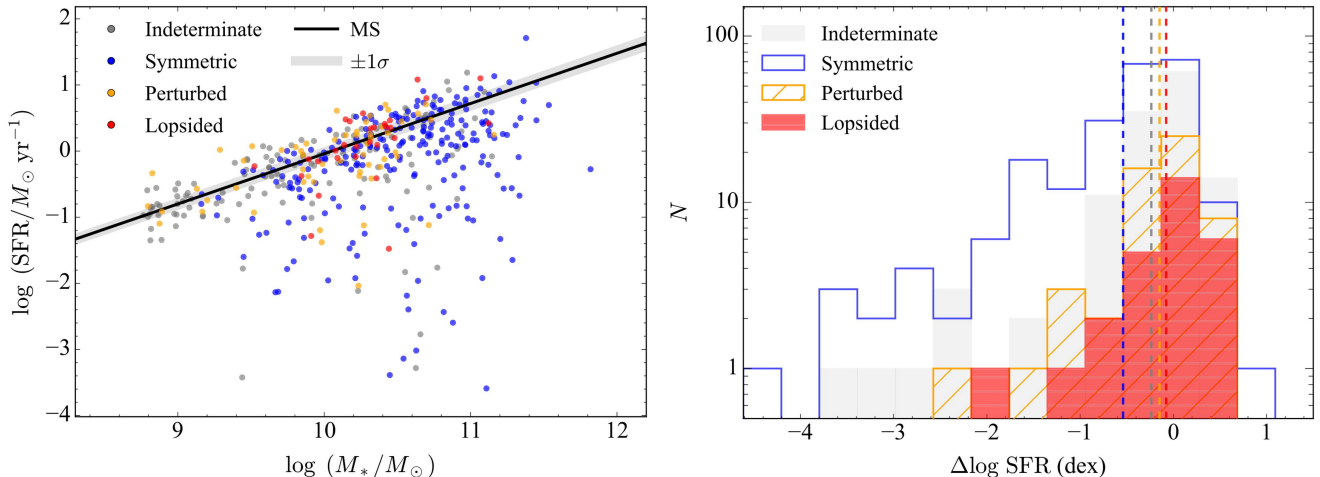 2
1
0
−1
−2
−3
−4
9
10
11
12
log (SFR/M⊙ yr⁻¹)
log (M*/M⊙)
Indeterminate
Symmetric
Perturbed
Lopsided
MS
±1σ
100
10
1
N
−4
−3
−2
−1
0
1
Δlog SFR (dex)
Indeterminate
Symmetric
Perturbed
Lopsided